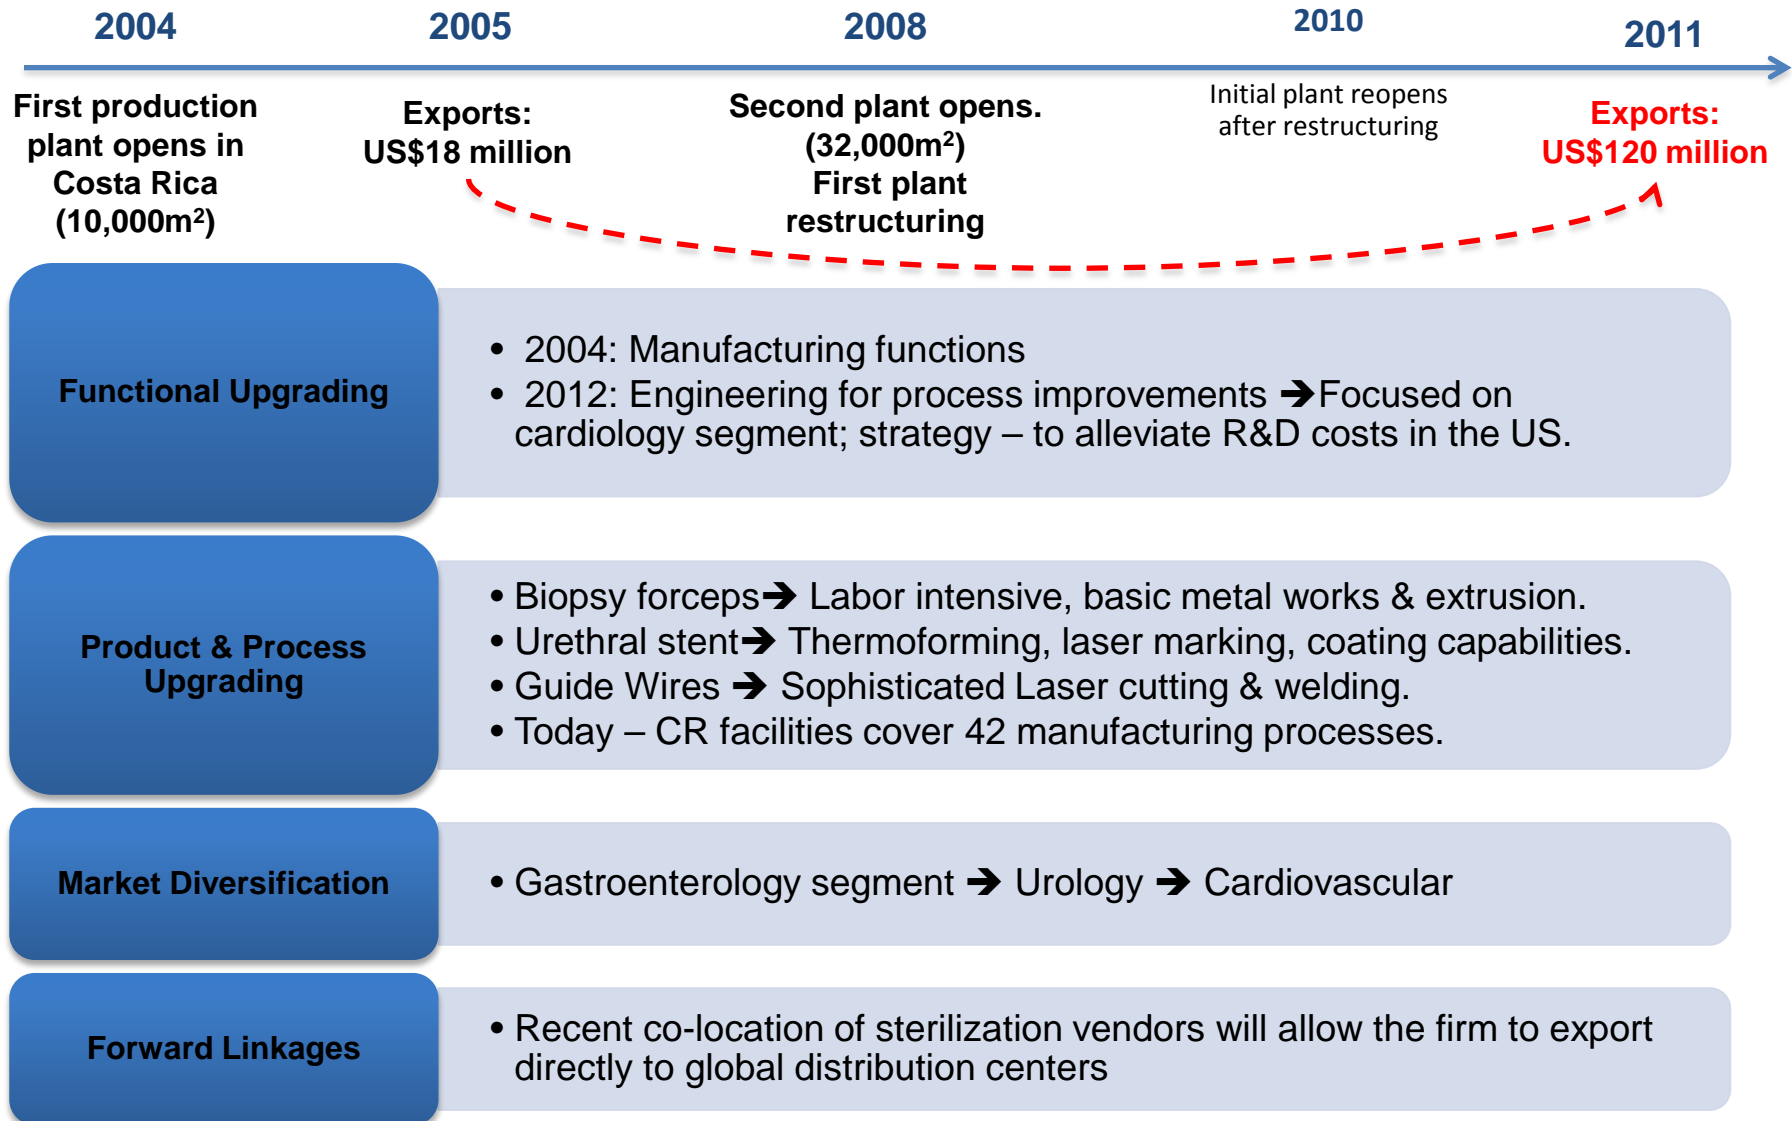 2004
2005
2008
2010
2011
First production
plant opens in
Costa Rica
(10,000m²)
Exports:
US$18 million
Second plant opens.
(32,000m²)
First plant
restructuring
Initial plant reopens
after restructuring
Exports:
US$120 million
Functional Upgrading
• 2004: Manufacturing functions
• 2012: Engineering for process improvements ➔Focused on
cardiology segment; strategy – to alleviate R&D costs in the US.
Product & Process
Upgrading
• Biopsy forceps➔ Labor intensive, basic metal works & extrusion.
• Urethral stent➔ Thermoforming, laser marking, coating capabilities.
• Guide Wires ➔ Sophisticated Laser cutting & welding.
• Today – CR facilities cover 42 manufacturing processes.
Market Diversification
• Gastroenterology segment ➔ Urology ➔ Cardiovascular
Forward Linkages
• Recent co-location of sterilization vendors will allow the firm to export
directly to global distribution centers